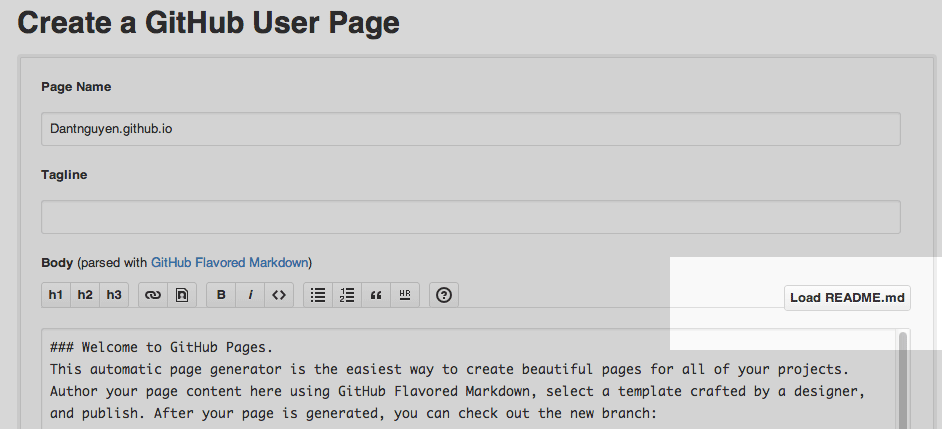 Create a GitHub User Page
Page Name
Dantnguyen.github.io
Tagline
Body (parsed with GitHub Flavored Markdown)
h1 h2 h3 B i <> “ HR ? Load README.md
### Welcome to GitHub Pages.
This automatic page generator is the easiest way to create beautiful pages for all of your projects.
Author your page content here using GitHub Flavored Markdown, select a template crafted by a designer,
and publish. After your page is generated, you can check out the new branch: